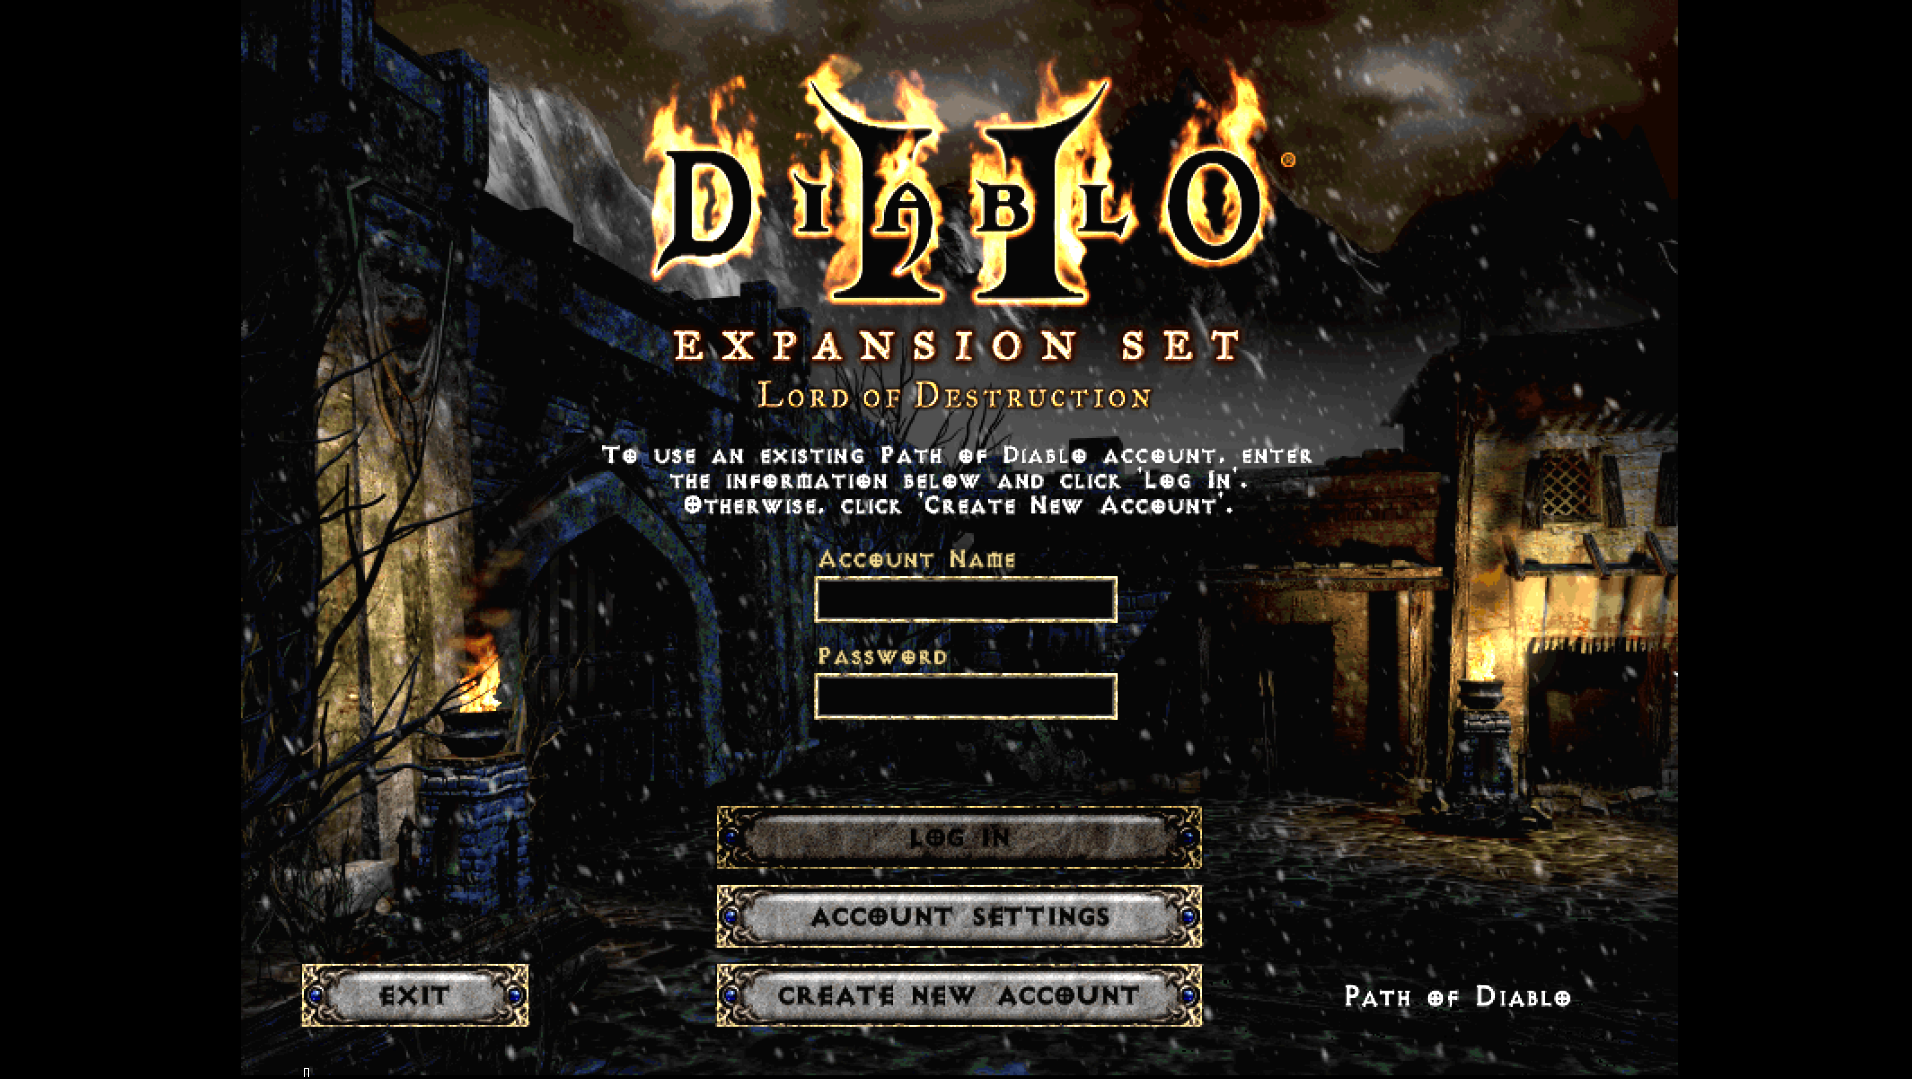 DIABLO II ®
EXPANSION SET
LORD OF DESTRUCTION
TO USE AN EXISTING PATH OF DIABLO ACCOUNT, ENTER
THE INFORMATION BELOW AND CLICK 'LOG IN'.
OTHERWISE, CLICK 'CREATE NEW ACCOUNT'.
ACCOUNT NAME
PASSWORD
LOG IN
ACCOUNT SETTINGS
EXIT
CREATE NEW ACCOUNT
PATH OF DIABLO